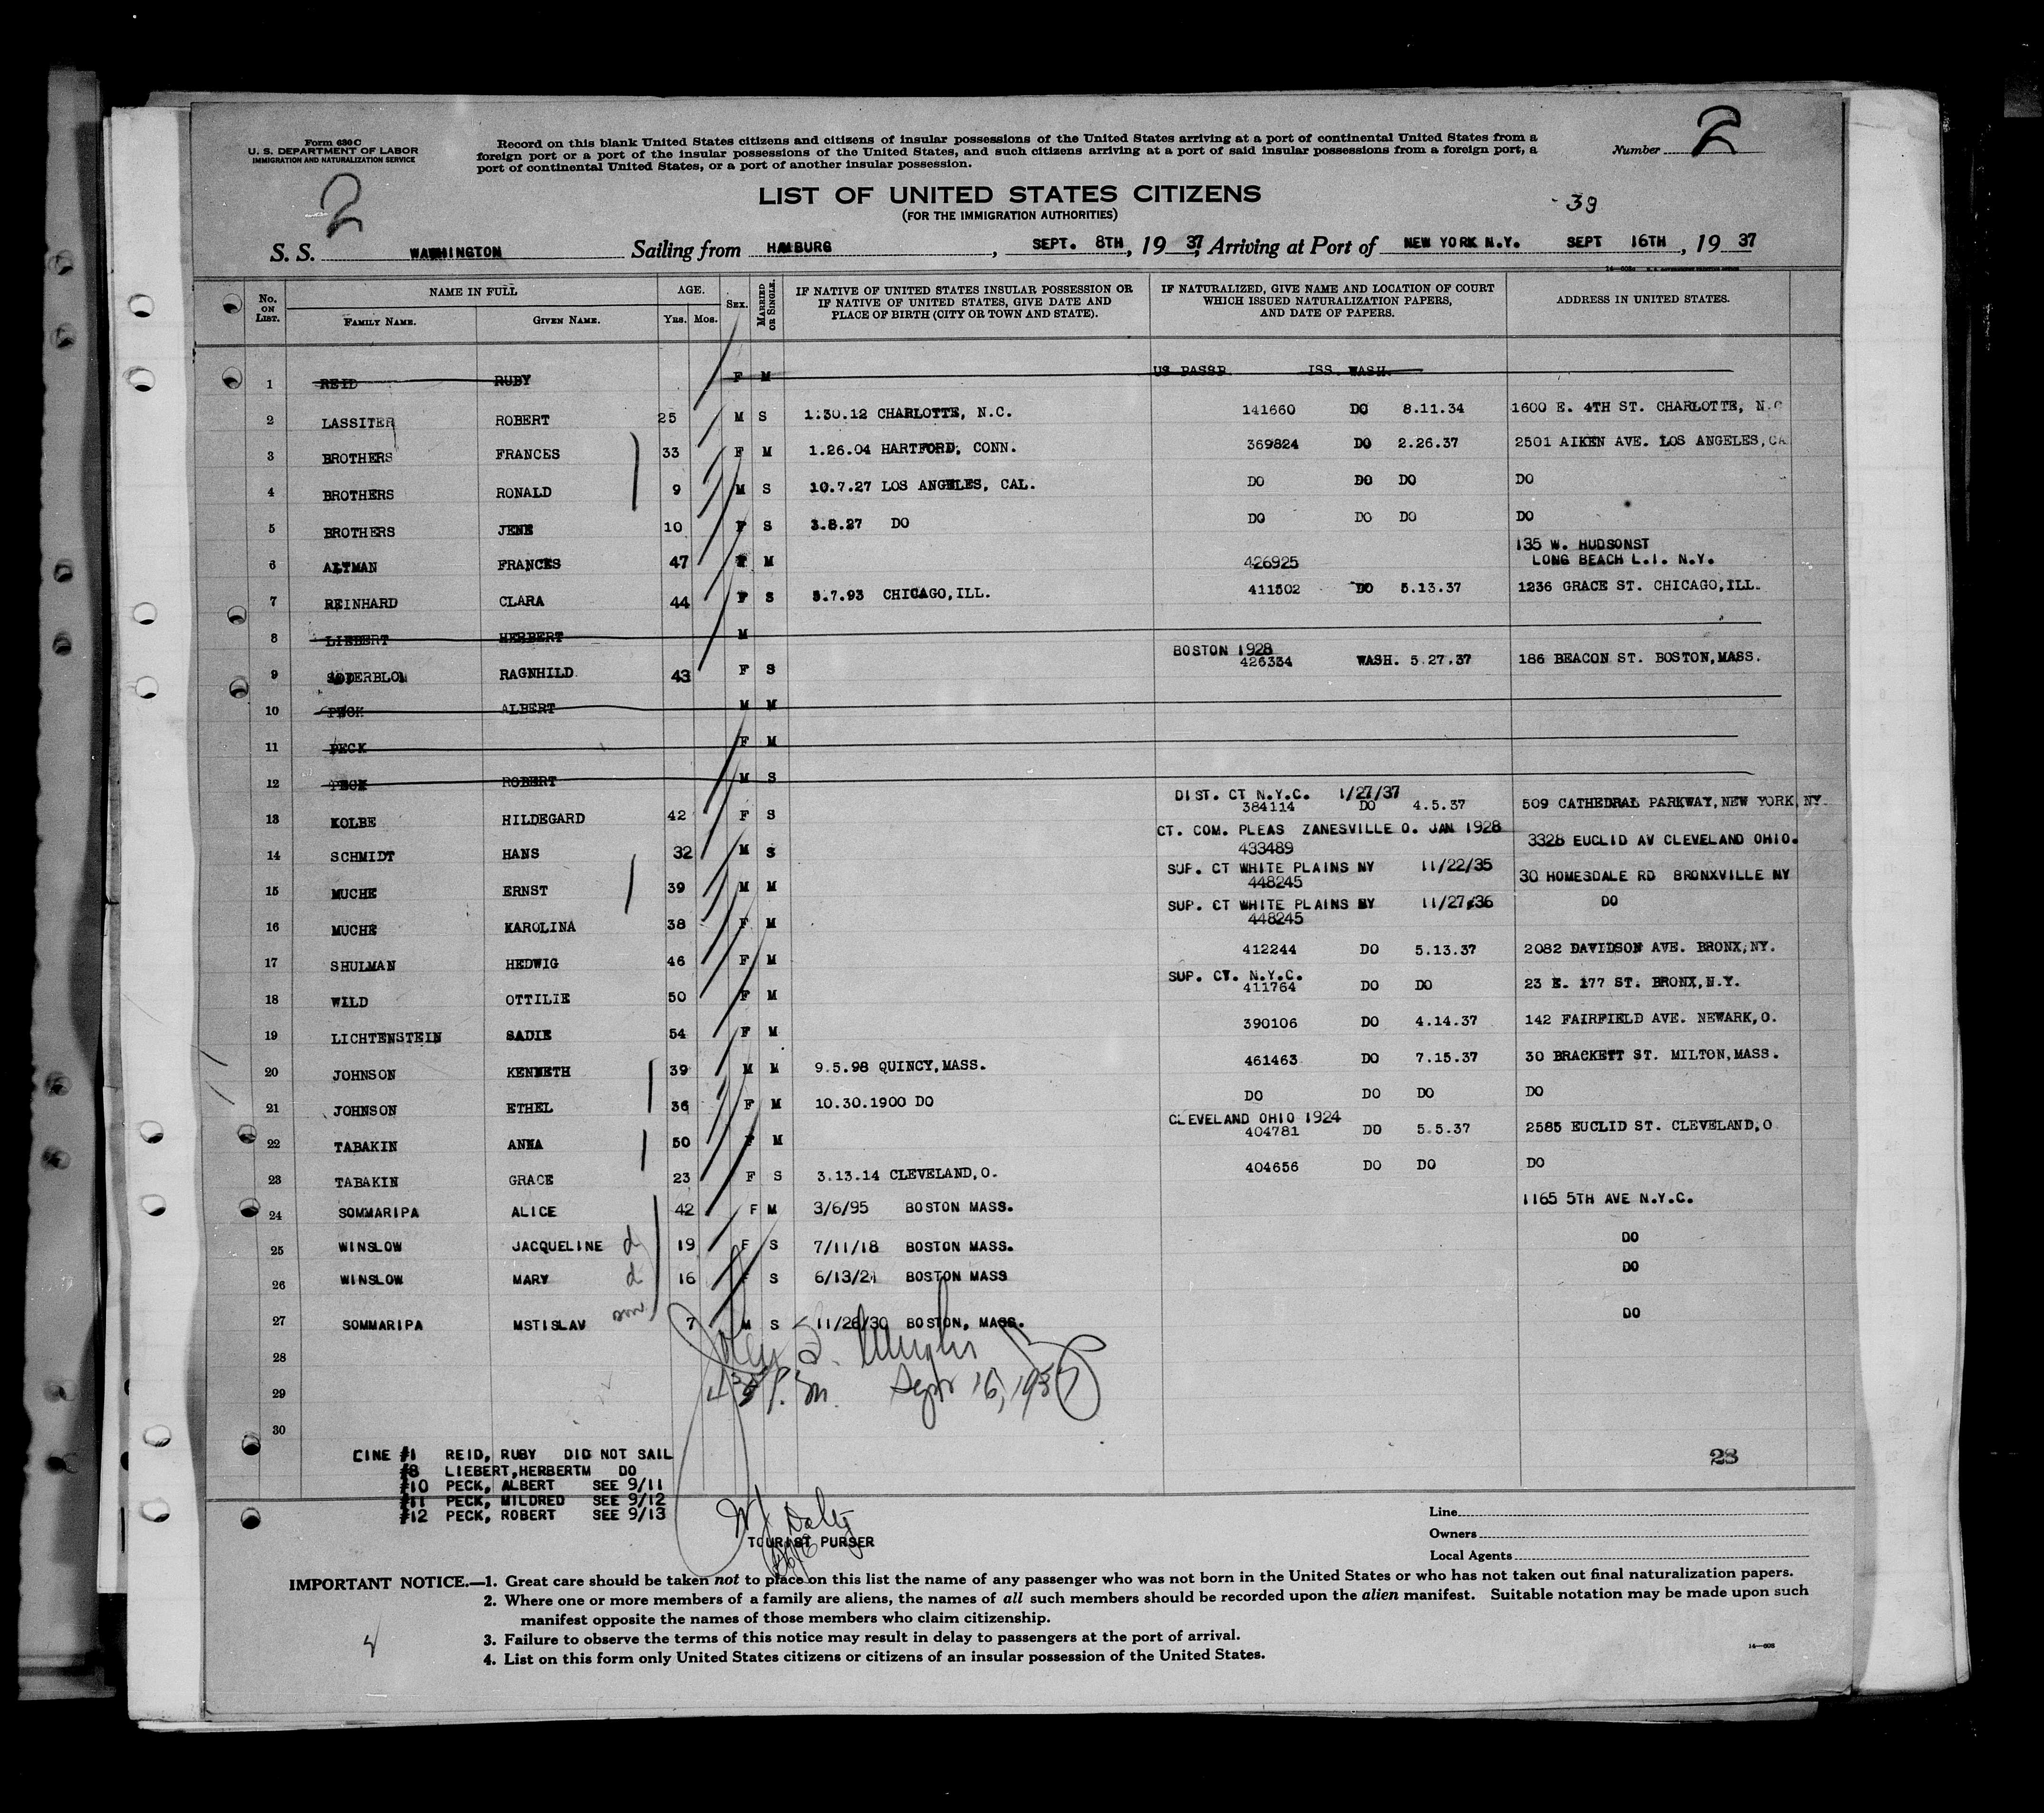 Form 630 C
U. S. DEPARTMENT OF LABOR
IMMIGRATION AND NATURALIZATION SERVICE
Record on this blank United States citizens and citizens of insular possessions of the United States arriving at a port of continental United States from a
foreign port or a port of the insular possessions of the United States, and such citizens arriving at a port of said insular possessions from a foreign port, a
port of continental United States, or a port of another insular possession.
Number 2
2
LIST OF UNITED STATES CITIZENS
(FOR THE IMMIGRATION AUTHORITIES)
39
S. S. WASHINGTON Sailing from HAMBURG, SEPT. 8TH, 19 37, Arriving at Port of NEW YORK N.Y. SEPT 16TH, 19 37
No. ON LIST. NAME IN FULL AGE. SEX. MARRIED OR SINGLE. IF NATIVE OF UNITED STATES INSULAR POSSESSION OR IF NATIVE OF UNITED STATES, GIVE DATE AND PLACE OF BIRTH (CITY OR TOWN AND STATE). IF NATURALIZED, GIVE NAME AND LOCATION OF COURT WHICH ISSUED NATURALIZATION PAPERS, AND DATE OF PAPERS. ADDRESS IN UNITED STATES.
FAMILY NAME. GIVEN NAME. YRS. MOS.
1 REID RUBY F M US PASSP ISS. WASH.
2 LASSITER ROBERT 25 M S 1.30.12 CHARLOTTE, N.C. 141660 DO 8.11.34 1600 E. 4TH ST. CHARLOTTE, N.C
3 BROTHERS FRANCES 33 F M 1.26.04 HARTFORD, CONN. 369824 DO 2.26.37 2501 AIKEN AVE. LOS ANGELES, CA
4 BROTHERS RONALD 9 M S 10.7.27 LOS ANGELES, CAL. DO DO DO DO
5 BROTHERS JENE 10 F S 3.8.27 DO DO DO DO DO
135 W. HUDSONST
6 ALTMAN FRANCES 47 F M 426925 LONG BEACH L.I. N.Y.
7 REINHARD CLARA 44 F S 5.7.93 CHICAGO, ILL. 411502 DO 5.13.37 1236 GRACE ST. CHICAGO, ILL.
8 LIEBERT HERBERT M
BOSTON 1928
9 SODERBLOM RAGNHILD 43 F S 426334 WASH. 5.27.37 186 BEACON ST. BOSTON, MASS.
10 PECK ALBERT M M
11 PECK F M
12 PECK ROBERT M S
DIST. CT N.Y.C. 1/27/37
13 KOLBE HILDEGARD 42 F S 384114 DO 4.5.37 509 CATHEDRAL PARKWAY, NEW YORK, NY.
CT. COM. PLEAS ZANESVILLE O. JAN 1928
14 SCHMIDT HANS 32 M S 433489 3328 EUCLID AV CLEVELAND OHIO.
SUP. CT WHITE PLAINS NY 11/22/35
15 MUCHE ERNST 39 M M 448245 30 HOMESDALE RD BRONXVILLE NY
SUP. CT WHITE PLAINS NY 11/27/36
16 MUCHE KAROLINA 38 F M 448245 DO
17 SHULMAN HEDWIG 46 F M 412244 DO 5.13.37 2082 DAVIDSON AVE. BRONX, NY.
SUP. CT. N.Y.C.
18 WILD OTTILIE 50 F M 411764 DO DO 23 E. 177 ST. BRONX, N.Y.
19 LICHTENSTEIN SADIE 54 F M 390106 DO 4.14.37 142 FAIRFIELD AVE. NEWARK, O.
20 JOHNSON KENNETH 39 M M 9.5.98 QUINCY, MASS. 461463 DO 7.15.37 30 BRACKETT ST. MILTON, MASS.
21 JOHNSON ETHEL 36 F M 10.30.1900 DO DO DO DO DO
CLEVELAND OHIO 1924
22 TABAKIN ANNA 50 F M 404781 DO 5.5.37 2585 EUCLID ST. CLEVELAND, O
23 TABAKIN GRACE 23 F S 3.13.14 CLEVELAND, O. 404656 DO DO DO
24 SOMMARIPA ALICE 42 F M 3/6/95 BOSTON MASS. 1165 5TH AVE N.Y.C.
25 WINSLOW JACQUELINE d 19 F S 7/11/18 BOSTON MASS. DO
26 WINSLOW MARY d 16 F S 6/13/21 BOSTON MASS DO
27 SOMMARIPA MSTISLAV son 7 M S 11/26/30 BOSTON, MASS. DO
28
29 P.M. Sept 16, 1937
30
LINE #1 REID, RUBY DID NOT SAIL
#8 LIEBERT, HERBERTM DO
#10 PECK, ALBERT SEE 9/11
#11 PECK, MILDRED SEE 9/12
#12 PECK, ROBERT SEE 9/13
28
W Daly
TOURIST PURSER
Line
Owners
Local Agents
IMPORTANT NOTICE.—1. Great care should be taken not to place on this list the name of any passenger who was not born in the United States or who has not taken out final naturalization papers.
2. Where one or more members of a family are aliens, the names of all such members should be recorded upon the alien manifest. Suitable notation may be made upon such
manifest opposite the names of those members who claim citizenship.
3. Failure to observe the terms of this notice may result in delay to passengers at the port of arrival.
4. List on this form only United States citizens or citizens of an insular possession of the United States.
14—608